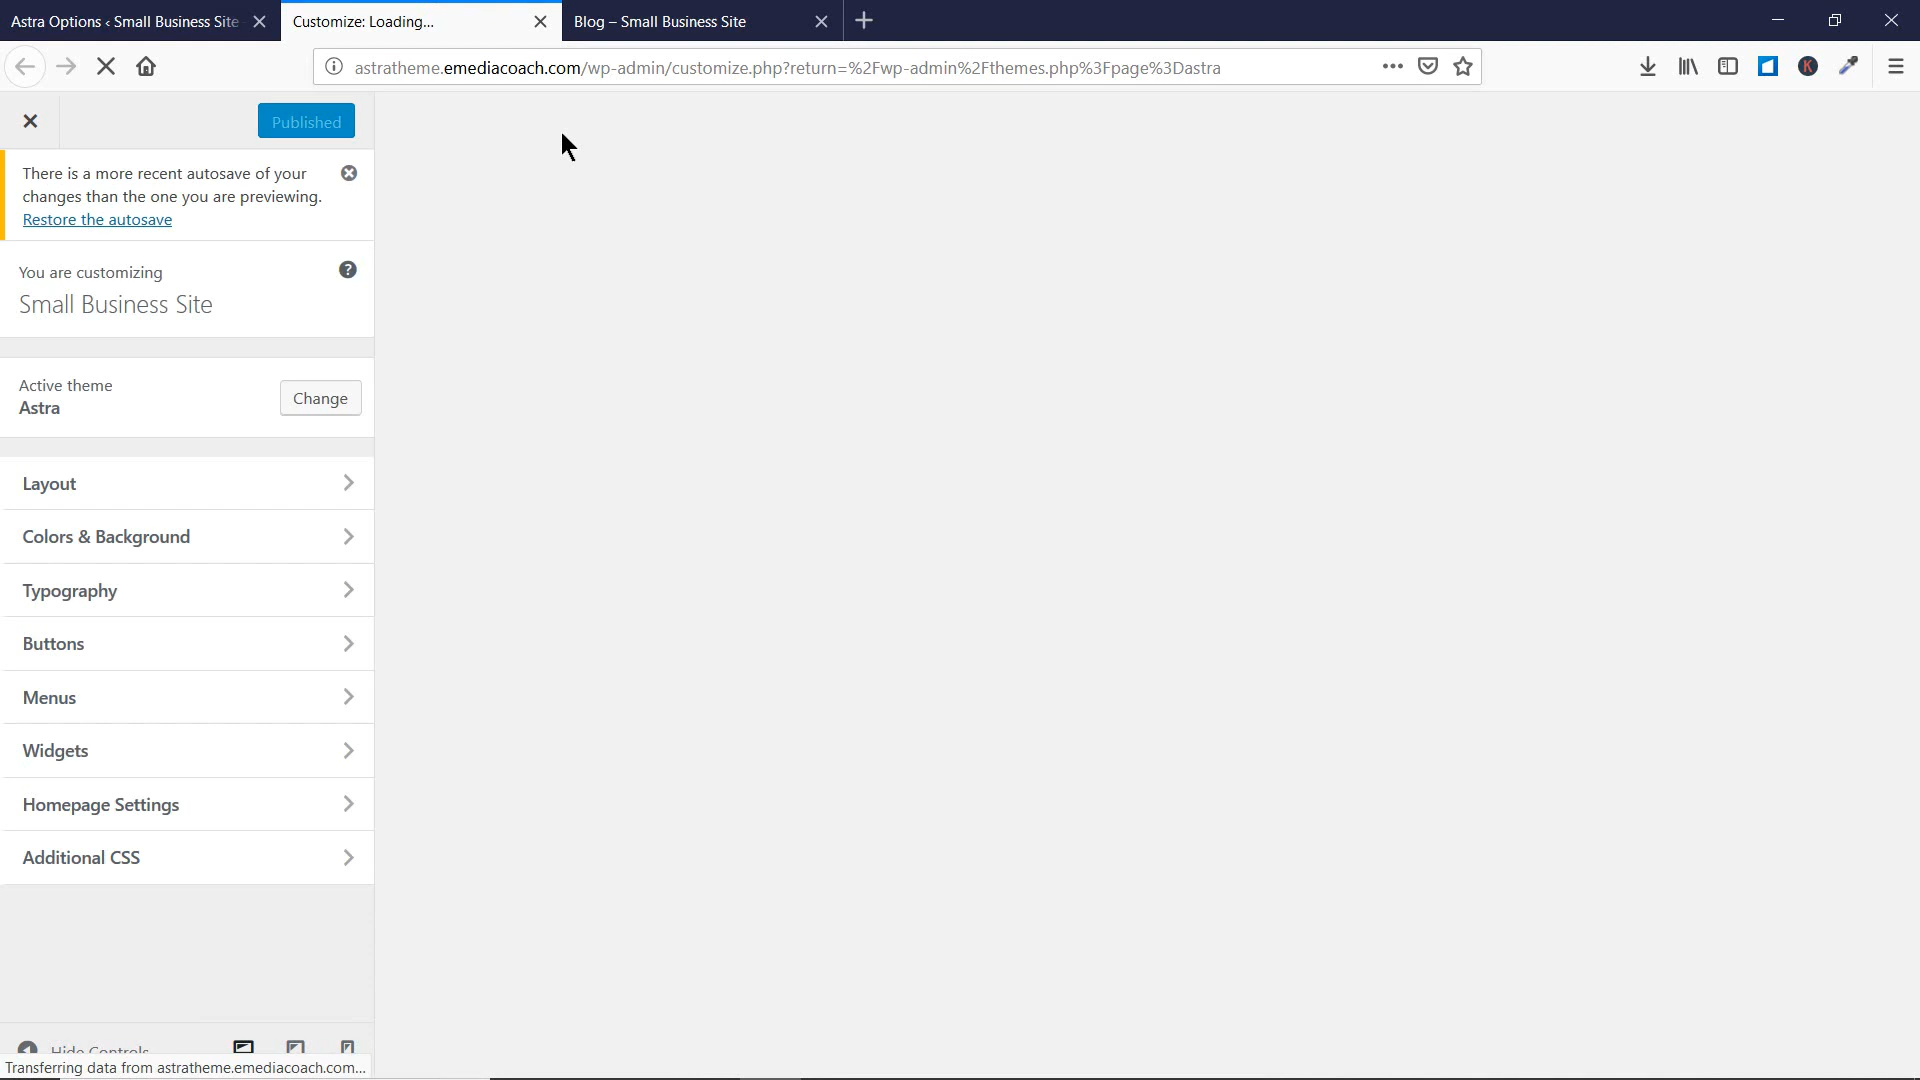 Astra Options ‹ Small Business Site
Customize: Loading...
Blog – Small Business Site
astratheme.emediacoach.com/wp-admin/customize.php?return=%2Fwp-admin%2Fthemes.php%3Fpage%3Dastra
Published
There is a more recent autosave of your
changes than the one you are previewing.
Restore the autosave
You are customizing
Small Business Site
Active theme
Astra
Change
Layout
Colors & Background
Typography
Buttons
Menus
Widgets
Homepage Settings
Additional CSS
Hide Controls
Transferring data from astratheme.emediacoach.com...